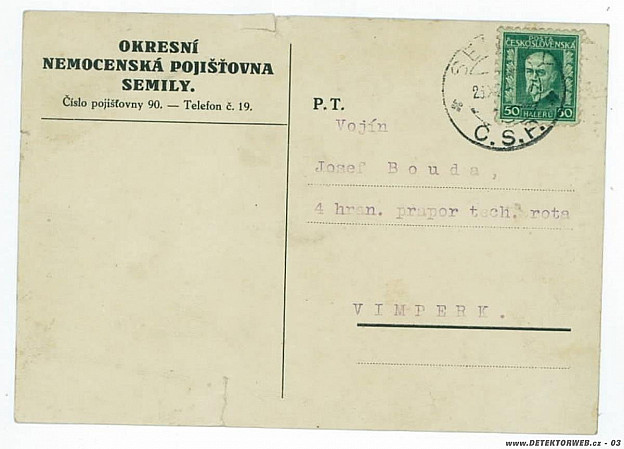 OKRESNÍ
NEMOCENSKÁ POJIŠŤOVNA
SEMILY.
Číslo pojišťovny 90. — Telefon č. 19.
POŠTA
ČESKOSLOVENSKÁ
50 HALÉŘŮ 50
Č.S.P.
P. T.
Vojín
Josef Bouda,
4 hran. prapor tech. rota
VIMPERK.
www.DETEKTORWEB.cz - 03